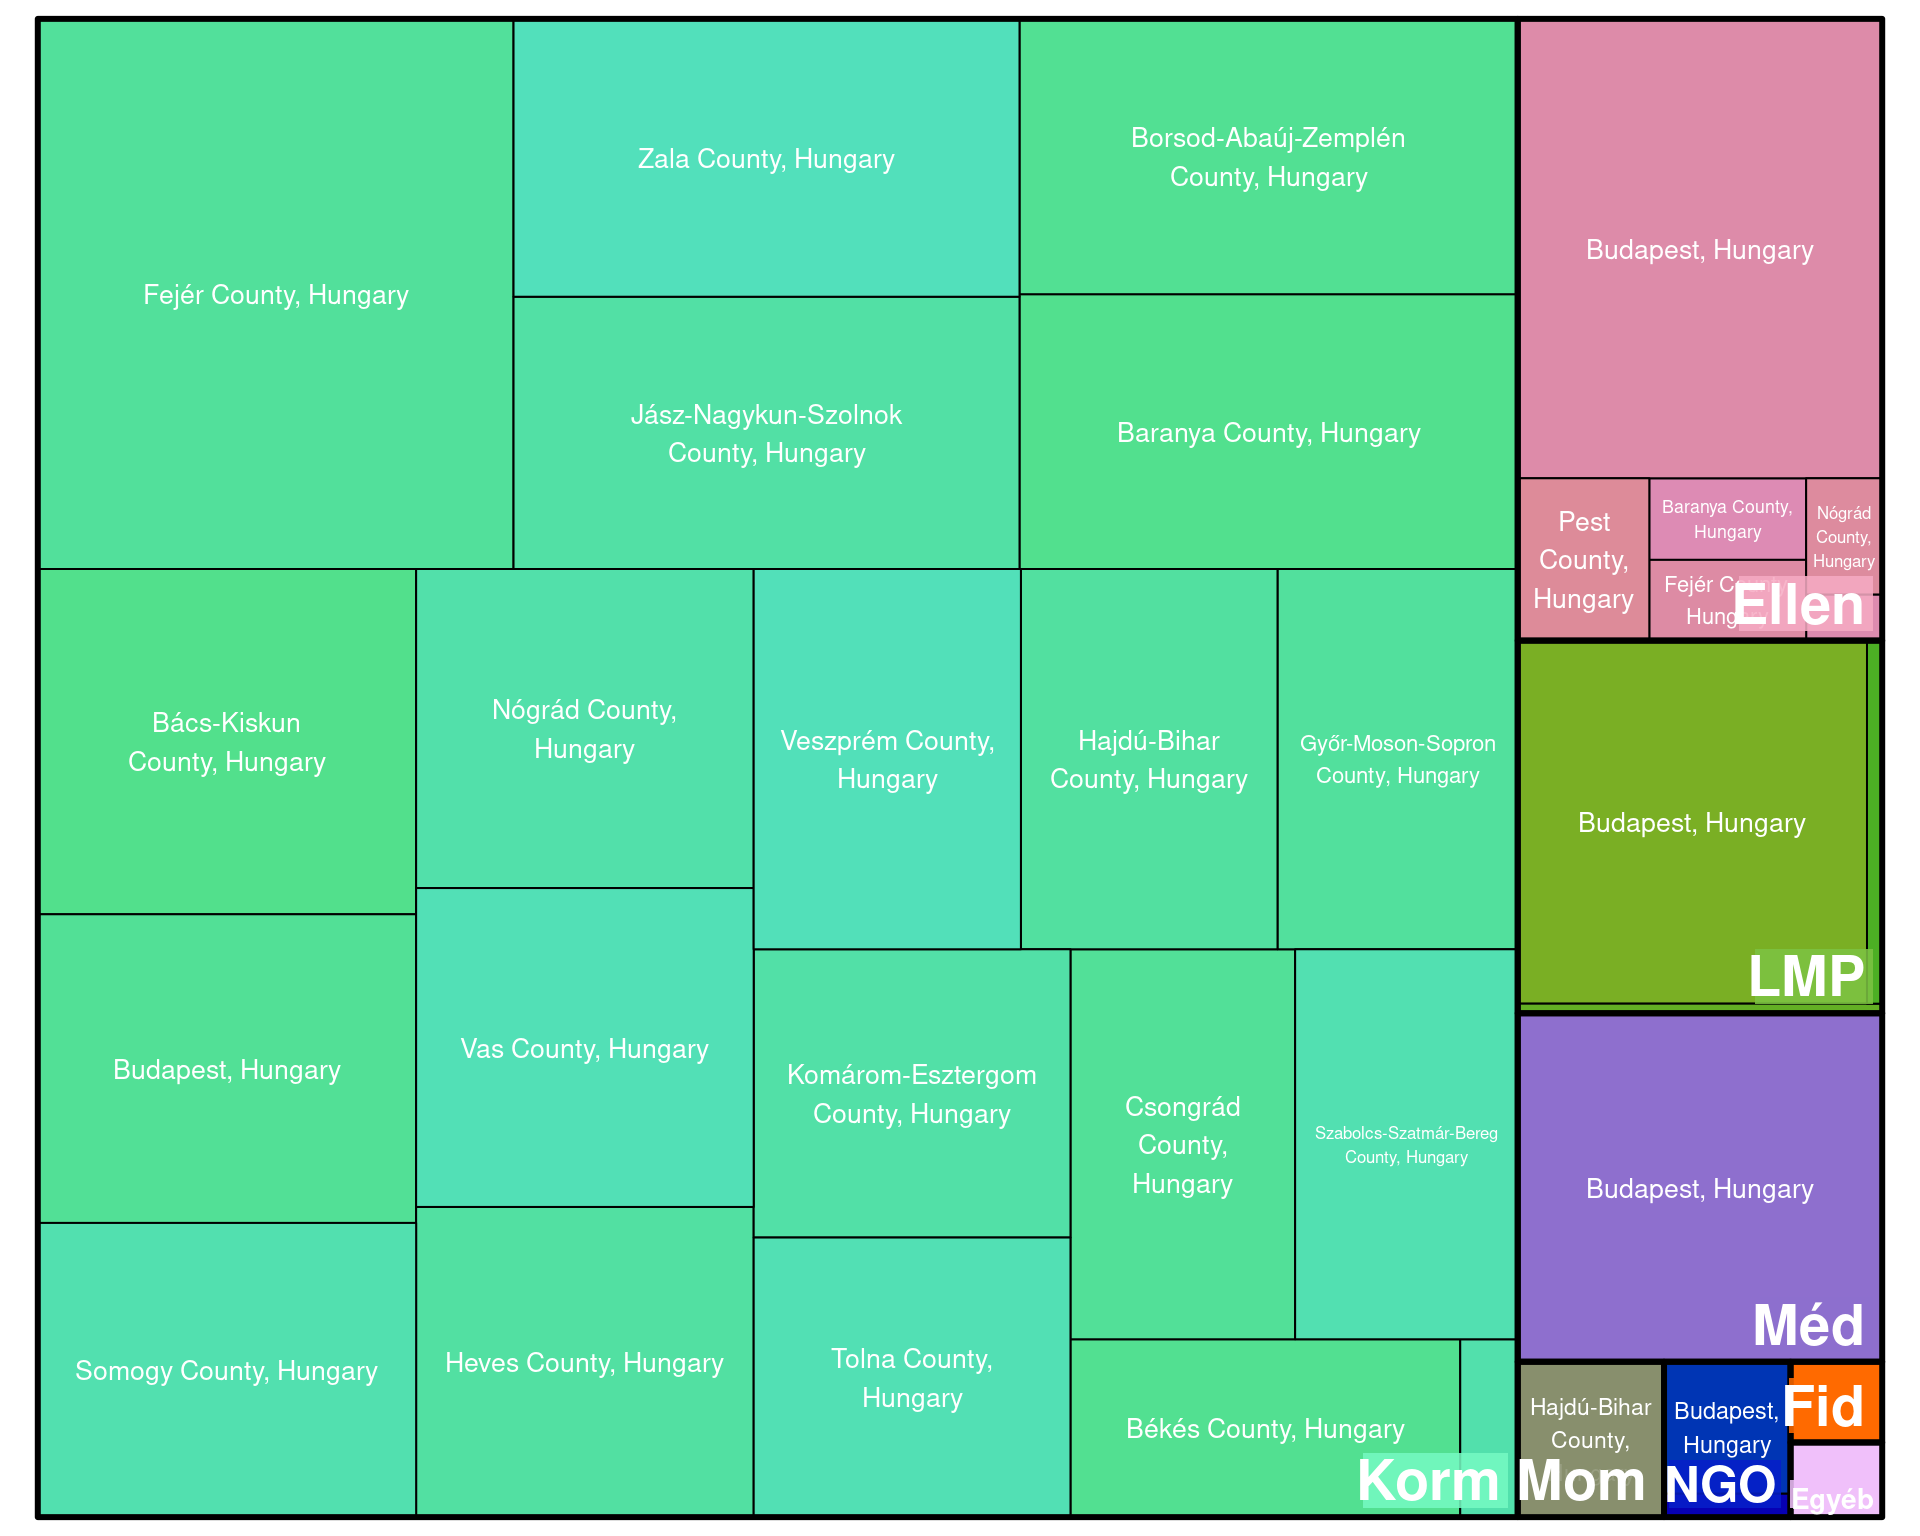 Fejér County, Hungary
Zala County, Hungary
Borsod-Abaúj-Zemplén
County, Hungary
Jász-Nagykun-Szolnok
County, Hungary
Baranya County, Hungary
Bács-Kiskun
County, Hungary
Budapest, Hungary
Somogy County, Hungary
Nógrád County,
Hungary
Vas County, Hungary
Heves County, Hungary
Veszprém County,
Hungary
Hajdú-Bihar
County, Hungary
Győr-Moson-Sopron
County, Hungary
Komárom-Esztergom
County, Hungary
Tolna County,
Hungary
Csongrád
County,
Hungary
Szabolcs-Szatmár-Bereg
County, Hungary
Békés County, Hungary
Korm
Budapest, Hungary
Pest
County,
Hungary
Baranya County,
Hungary
Fejér County,
Hungary
Nógrád
County,
Hungary
Ellen
Budapest, Hungary
LMP
Budapest, Hungary
Méd
Hajdú-Bihar
County,
Mom
Budapest,
Hungary
NGO
Fid
Egyéb